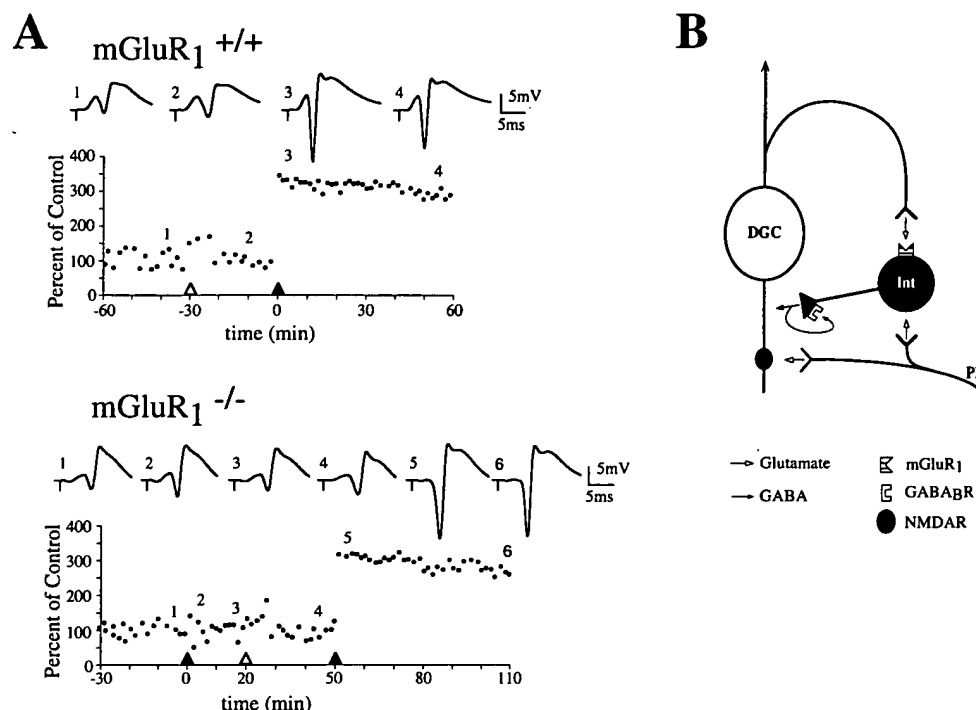 A
mGluR1 +/+
1 2 3 4
5mV
5ms
Percent of Control
400
300
200
150
100
50
0
1 2 3 4
-60 -30 0 30 60
time (min)
mGluR1 -/-
1 2 3 4 5 6
5mV
5ms
Percent of Control
400
300
200
100
0
1 2 3 4 5 6
-30 0 20 50 80 110
time (min)
B
DGC
Int
Glutamate
GABA
mGluR1
GABABR
NMDAR